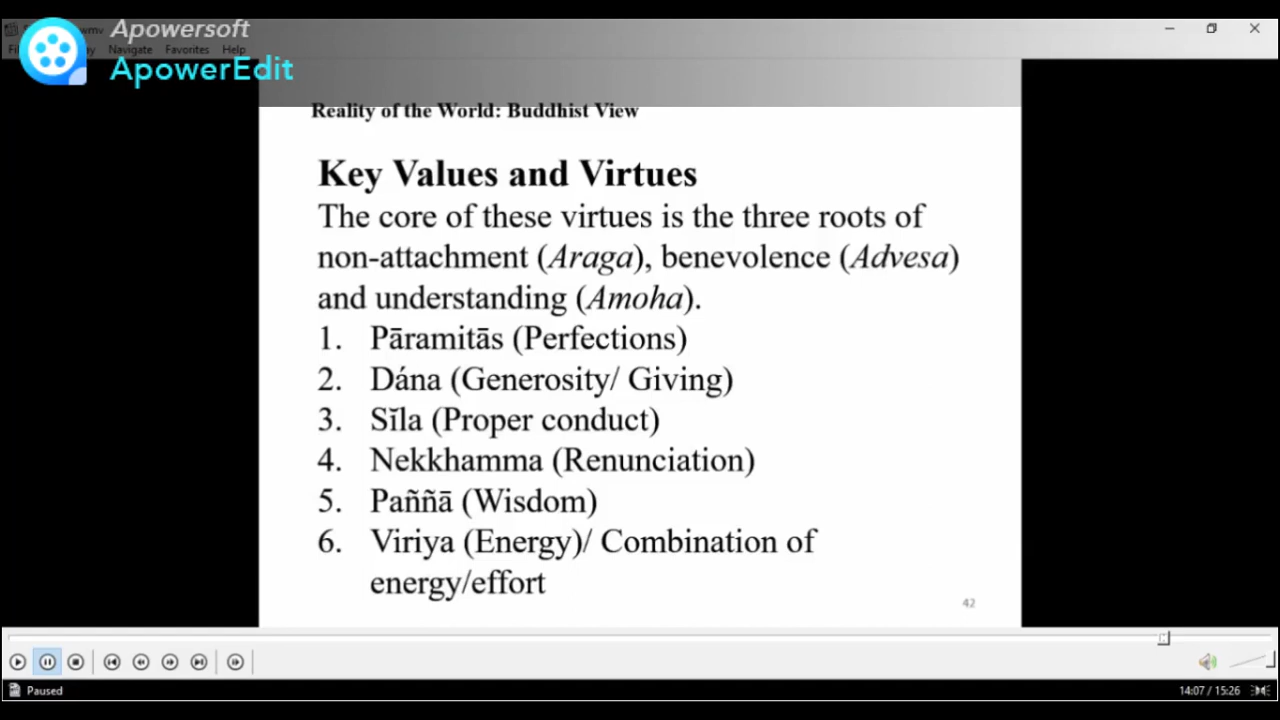 Apowersoft
ApowerEdit
wmv
Navigate Favorites Help
Reality of the World: Buddhist View
Key Values and Virtues
The core of these virtues is the three roots of
non-attachment (Araga), benevolence (Advesa)
and understanding (Amoha).
1. Pāramitās (Perfections)
2. Dána (Generosity/ Giving)
3. Sĭla (Proper conduct)
4. Nekkhamma (Renunciation)
5. Paññā (Wisdom)
6. Viriya (Energy)/ Combination of
energy/effort
42
Paused
14:07 / 15:26